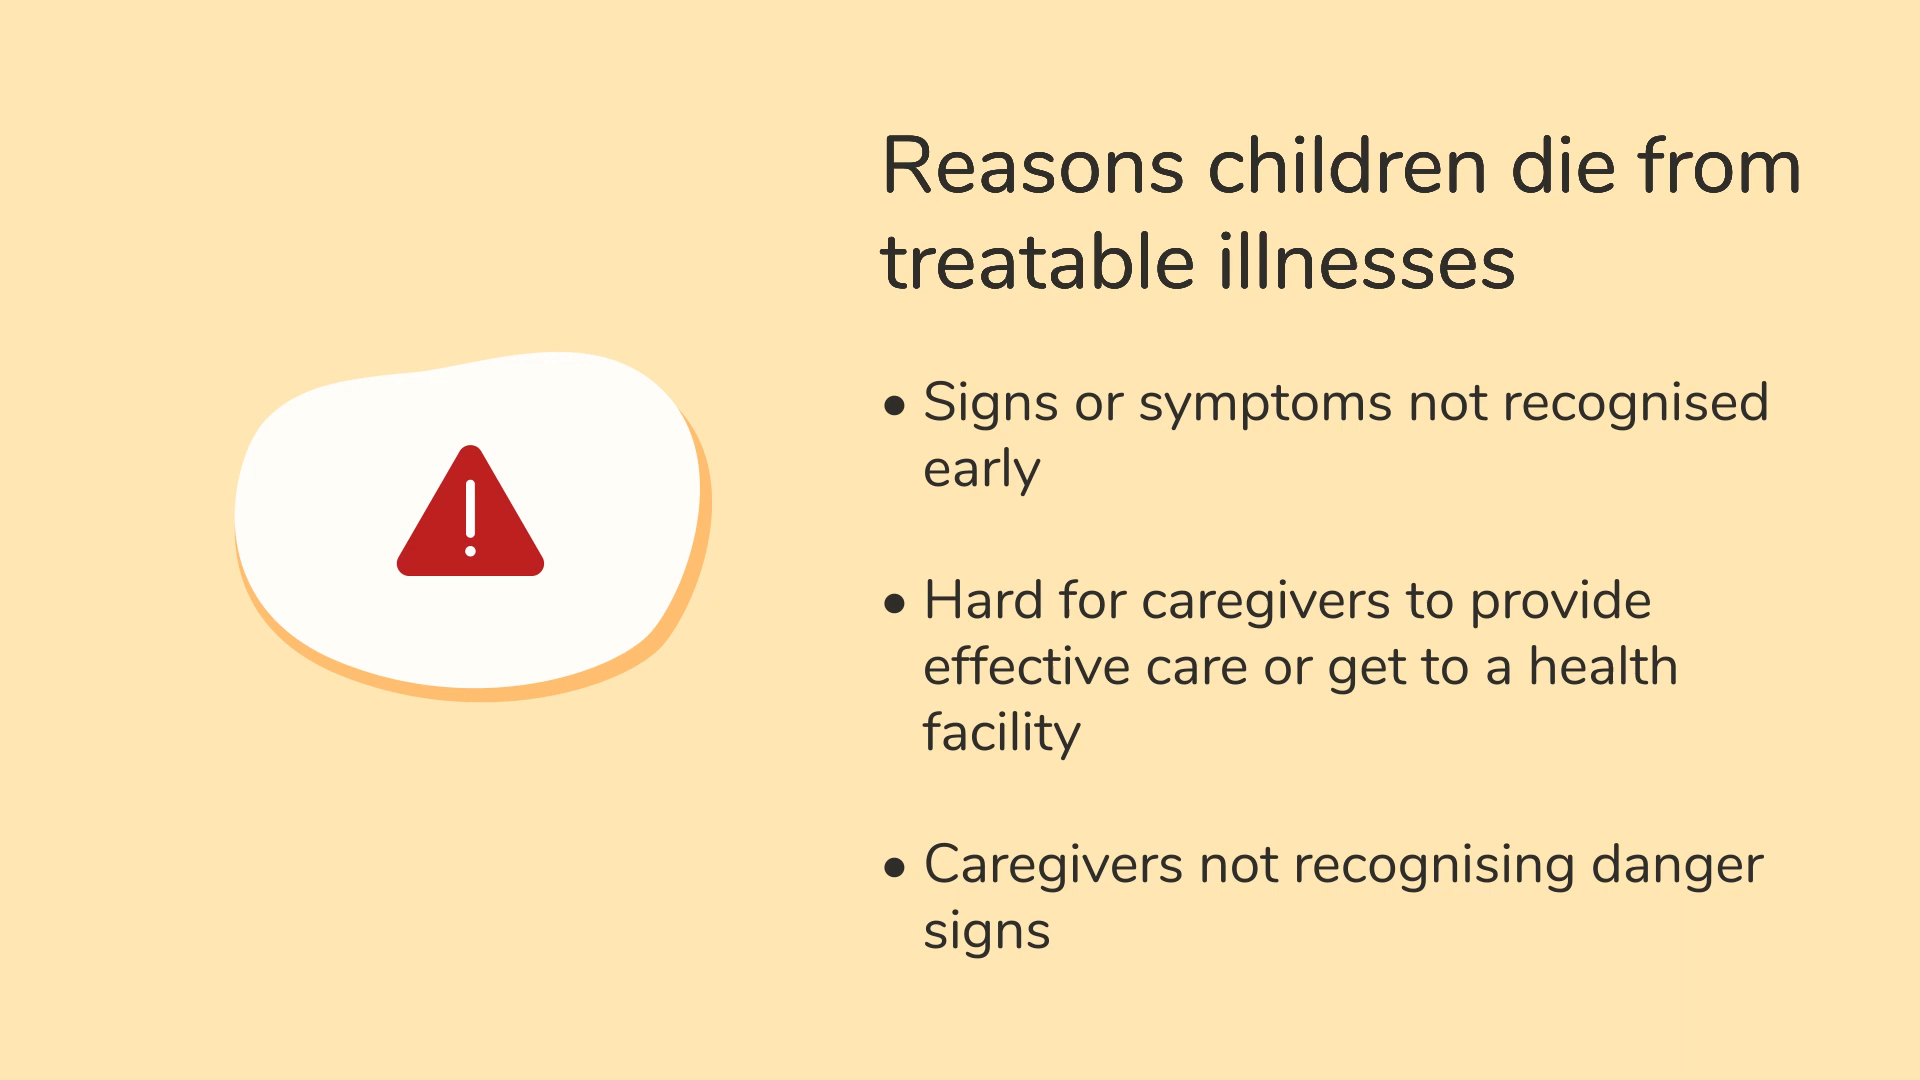 Reasons children die from
treatable illnesses
• Signs or symptoms not recognised
early
• Hard for caregivers to provide
effective care or get to a health
facility
• Caregivers not recognising danger
signs